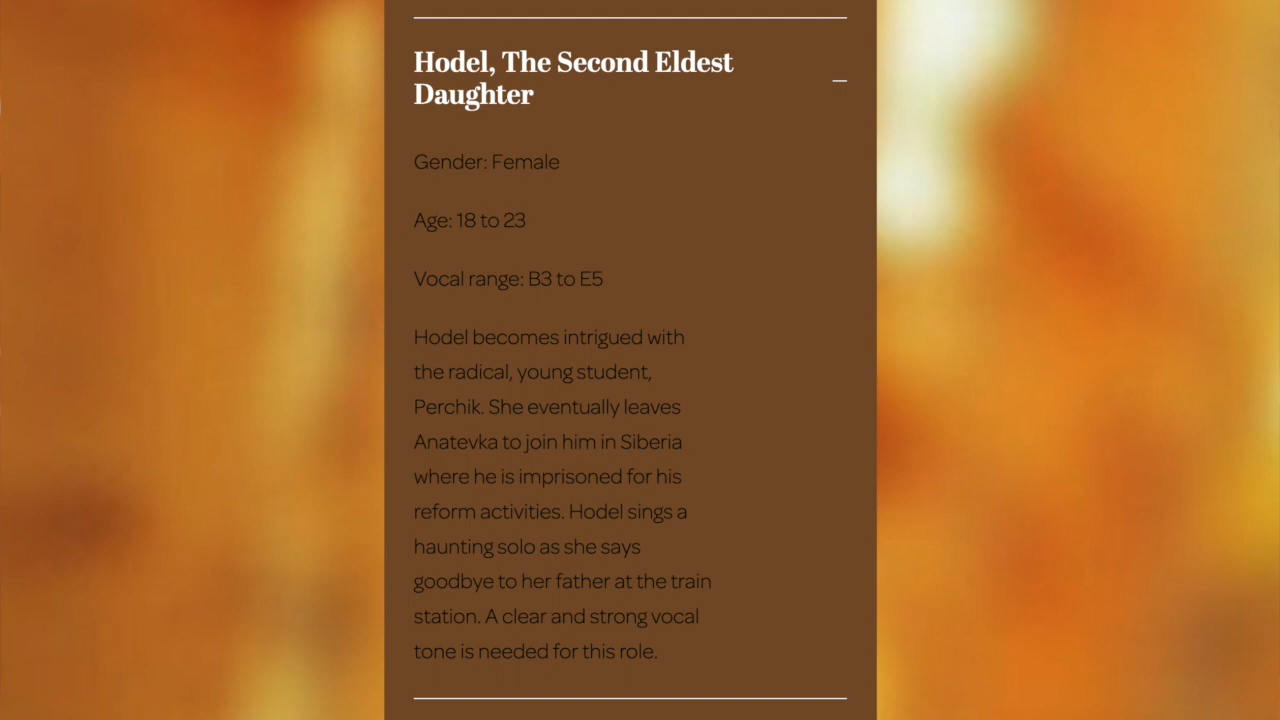 Hodel, The Second Eldest
Daughter
Gender: Female
Age: 18 to 23
Vocal range: B3 to E5
Hodel becomes intrigued with
the radical, young student,
Perchik. She eventually leaves
Anatevka to join him in Siberia
where he is imprisoned for his
reform activities. Hodel sings a
haunting solo as she says
goodbye to her father at the train
station. A clear and strong vocal
tone is needed for this role.